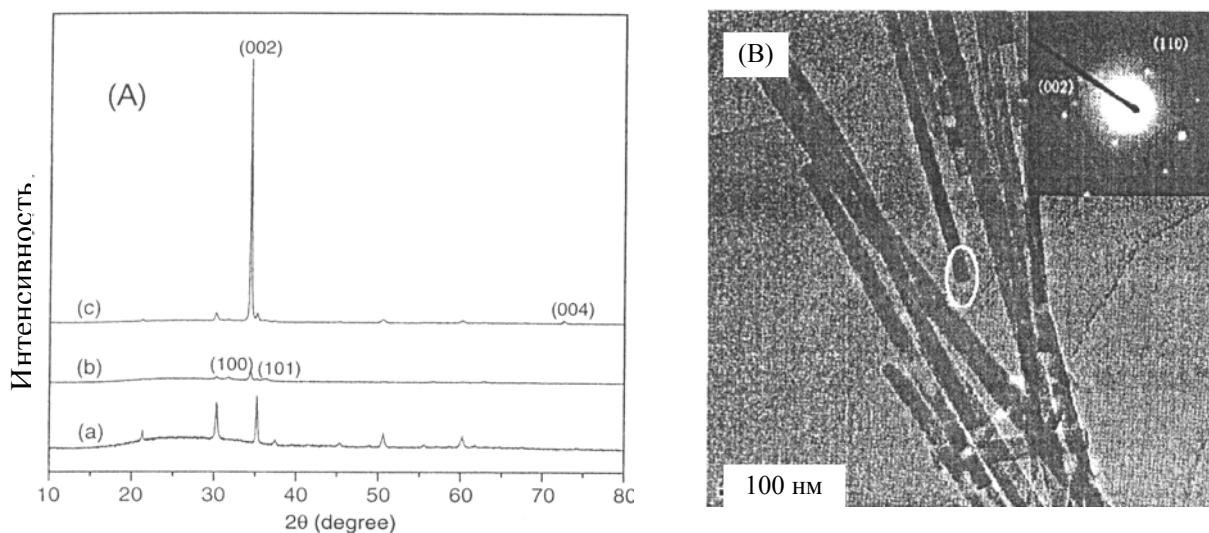 (002)
(A)
Интенсивность.
(c)
(004)
(b)
(100)
(101)
(a)
10 20 30 40 50 60 70 80
2θ (degree)
(B)
(110)
(002)
100 нм